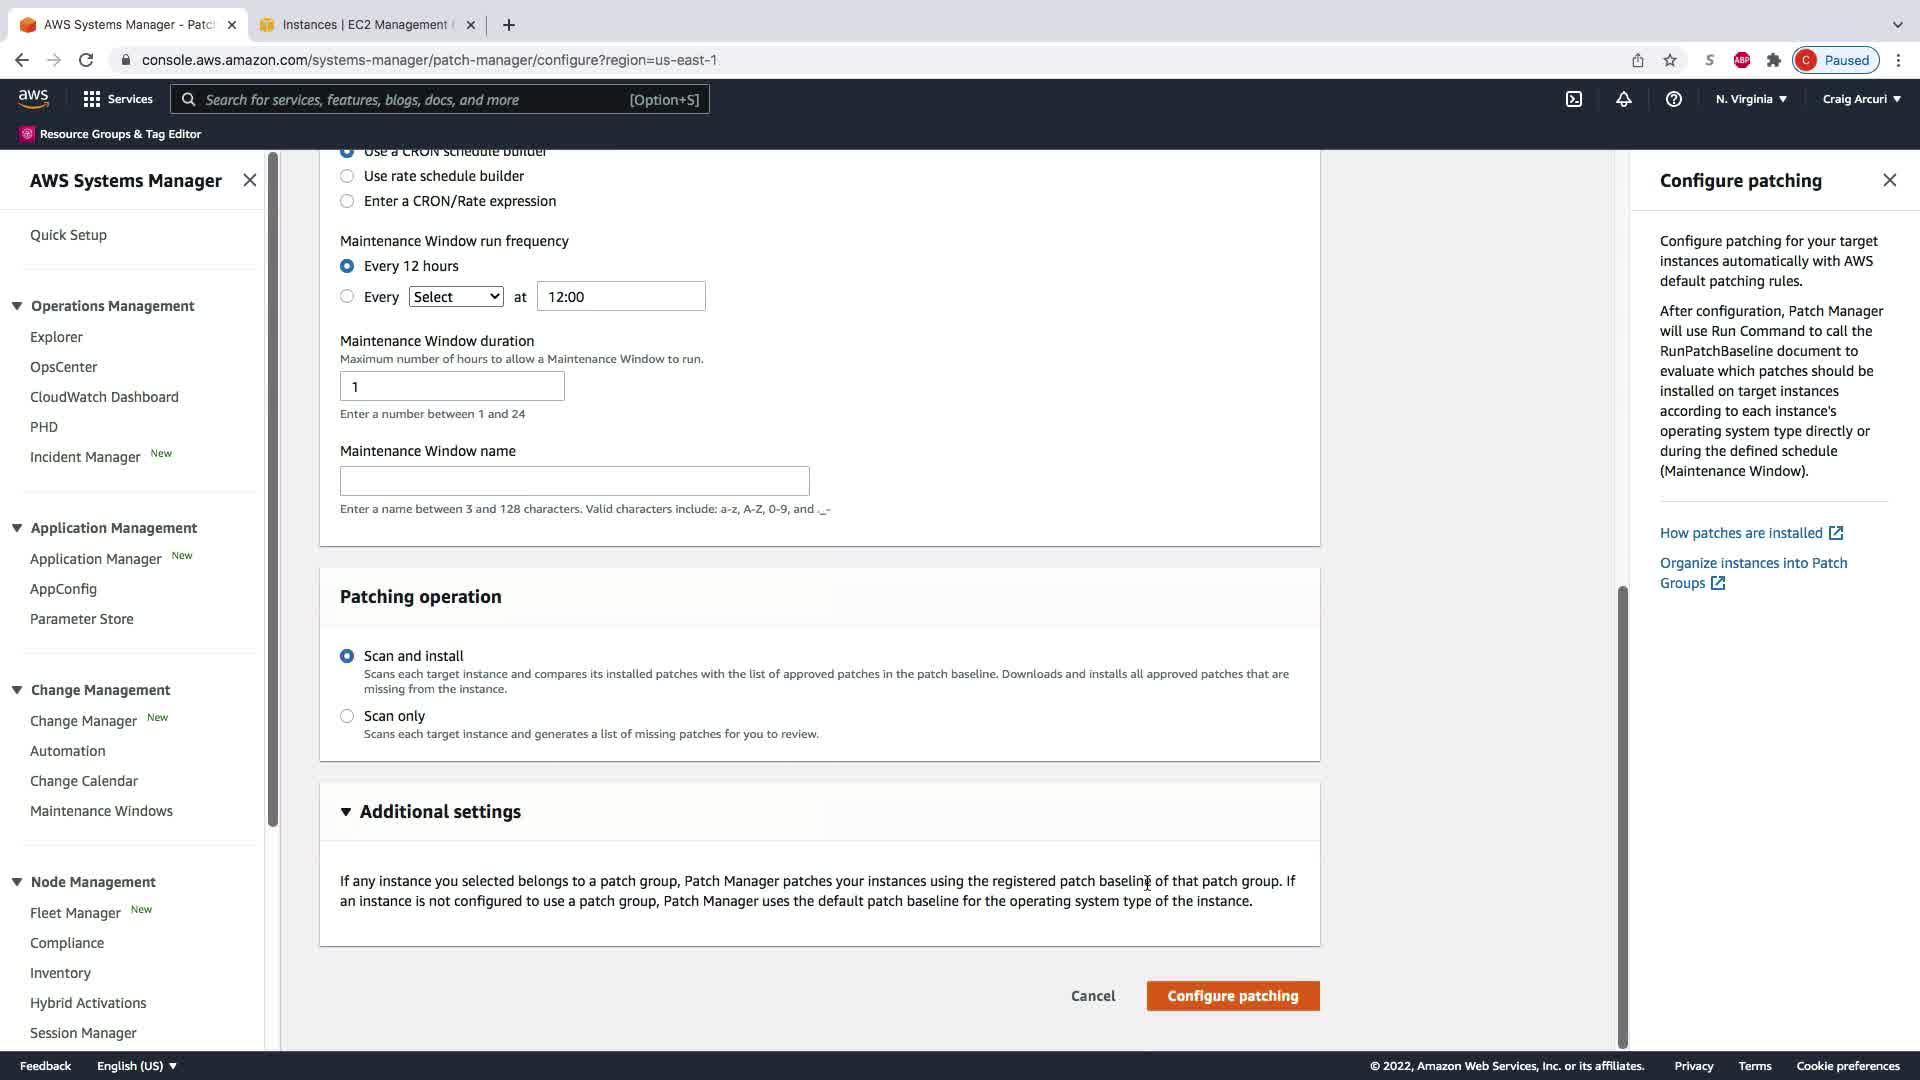 AWS Systems Manager - Patc
Instances | EC2 Management
console.aws.amazon.com/systems-manager/patch-manager/configure?region=us-east-1
S
ABP
C
Paused
aws
Services
Search for services, features, blogs, docs, and more
[Option+S]
N. Virginia
Craig Arcuri
Resource Groups & Tag Editor
AWS Systems Manager
Quick Setup
Operations Management
Explorer
OpsCenter
CloudWatch Dashboard
PHD
Incident Manager New
Application Management
Application Manager New
AppConfig
Parameter Store
Change Management
Change Manager New
Automation
Change Calendar
Maintenance Windows
Node Management
Fleet Manager New
Compliance
Inventory
Hybrid Activations
Session Manager
Use a CRON schedule builder
Use rate schedule builder
Enter a CRON/Rate expression
Maintenance Window run frequency
Every 12 hours
Every Select at 12:00
Maintenance Window duration
Maximum number of hours to allow a Maintenance Window to run.
1
Enter a number between 1 and 24
Maintenance Window name
Enter a name between 3 and 128 characters. Valid characters include: a-z, A-Z, 0-9, and ._-
Patching operation
Scan and install
Scans each target instance and compares its installed patches with the list of approved patches in the patch baseline. Downloads and installs all approved patches that are
missing from the instance.
Scan only
Scans each target instance and generates a list of missing patches for you to review.
Additional settings
If any instance you selected belongs to a patch group, Patch Manager patches your instances using the registered patch baseline of that patch group. If
an instance is not configured to use a patch group, Patch Manager uses the default patch baseline for the operating system type of the instance.
Cancel
Configure patching
Configure patching
Configure patching for your target
instances automatically with AWS
default patching rules.
After configuration, Patch Manager
will use Run Command to call the
RunPatchBaseline document to
evaluate which patches should be
installed on target instances
according to each instance's
operating system type directly or
during the defined schedule
(Maintenance Window).
How patches are installed
Organize instances into Patch
Groups
Feedback
English (US)
© 2022, Amazon Web Services, Inc. or its affiliates.
Privacy
Terms
Cookie preferences